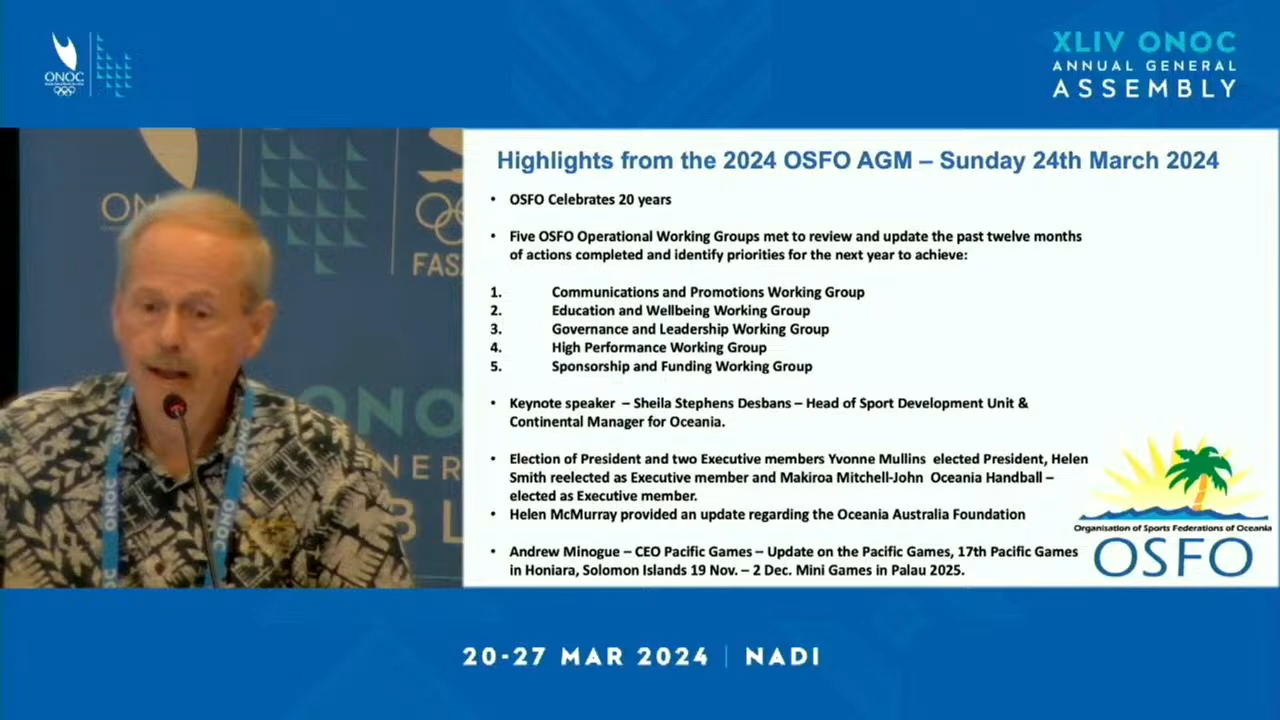 ONOC
XLIV ONOC
ANNUAL GENERAL
ASSEMBLY
ON
FASA
ONO
NER
BL
ONOC
ONOC
ONOC
Highlights from the 2024 OSFO AGM – Sunday 24th March 2024
• OSFO Celebrates 20 years
• Five OSFO Operational Working Groups met to review and update the past twelve months
of actions completed and identify priorities for the next year to achieve:
1. Communications and Promotions Working Group
2. Education and Wellbeing Working Group
3. Governance and Leadership Working Group
4. High Performance Working Group
5. Sponsorship and Funding Working Group
• Keynote speaker – Sheila Stephens Desbans – Head of Sport Development Unit &
Continental Manager for Oceania.
• Election of President and two Executive members Yvonne Mullins elected President, Helen
Smith reelected as Executive member and Makiroa Mitchell-John Oceania Handball –
elected as Executive member.
• Helen McMurray provided an update regarding the Oceania Australia Foundation
• Andrew Minogue – CEO Pacific Games – Update on the Pacific Games, 17th Pacific Games
in Honiara, Solomon Islands 19 Nov. – 2 Dec. Mini Games in Palau 2025.
Organisation of Sports Federations of Oceania
OSFO
20-27 MAR 2024 | NADI